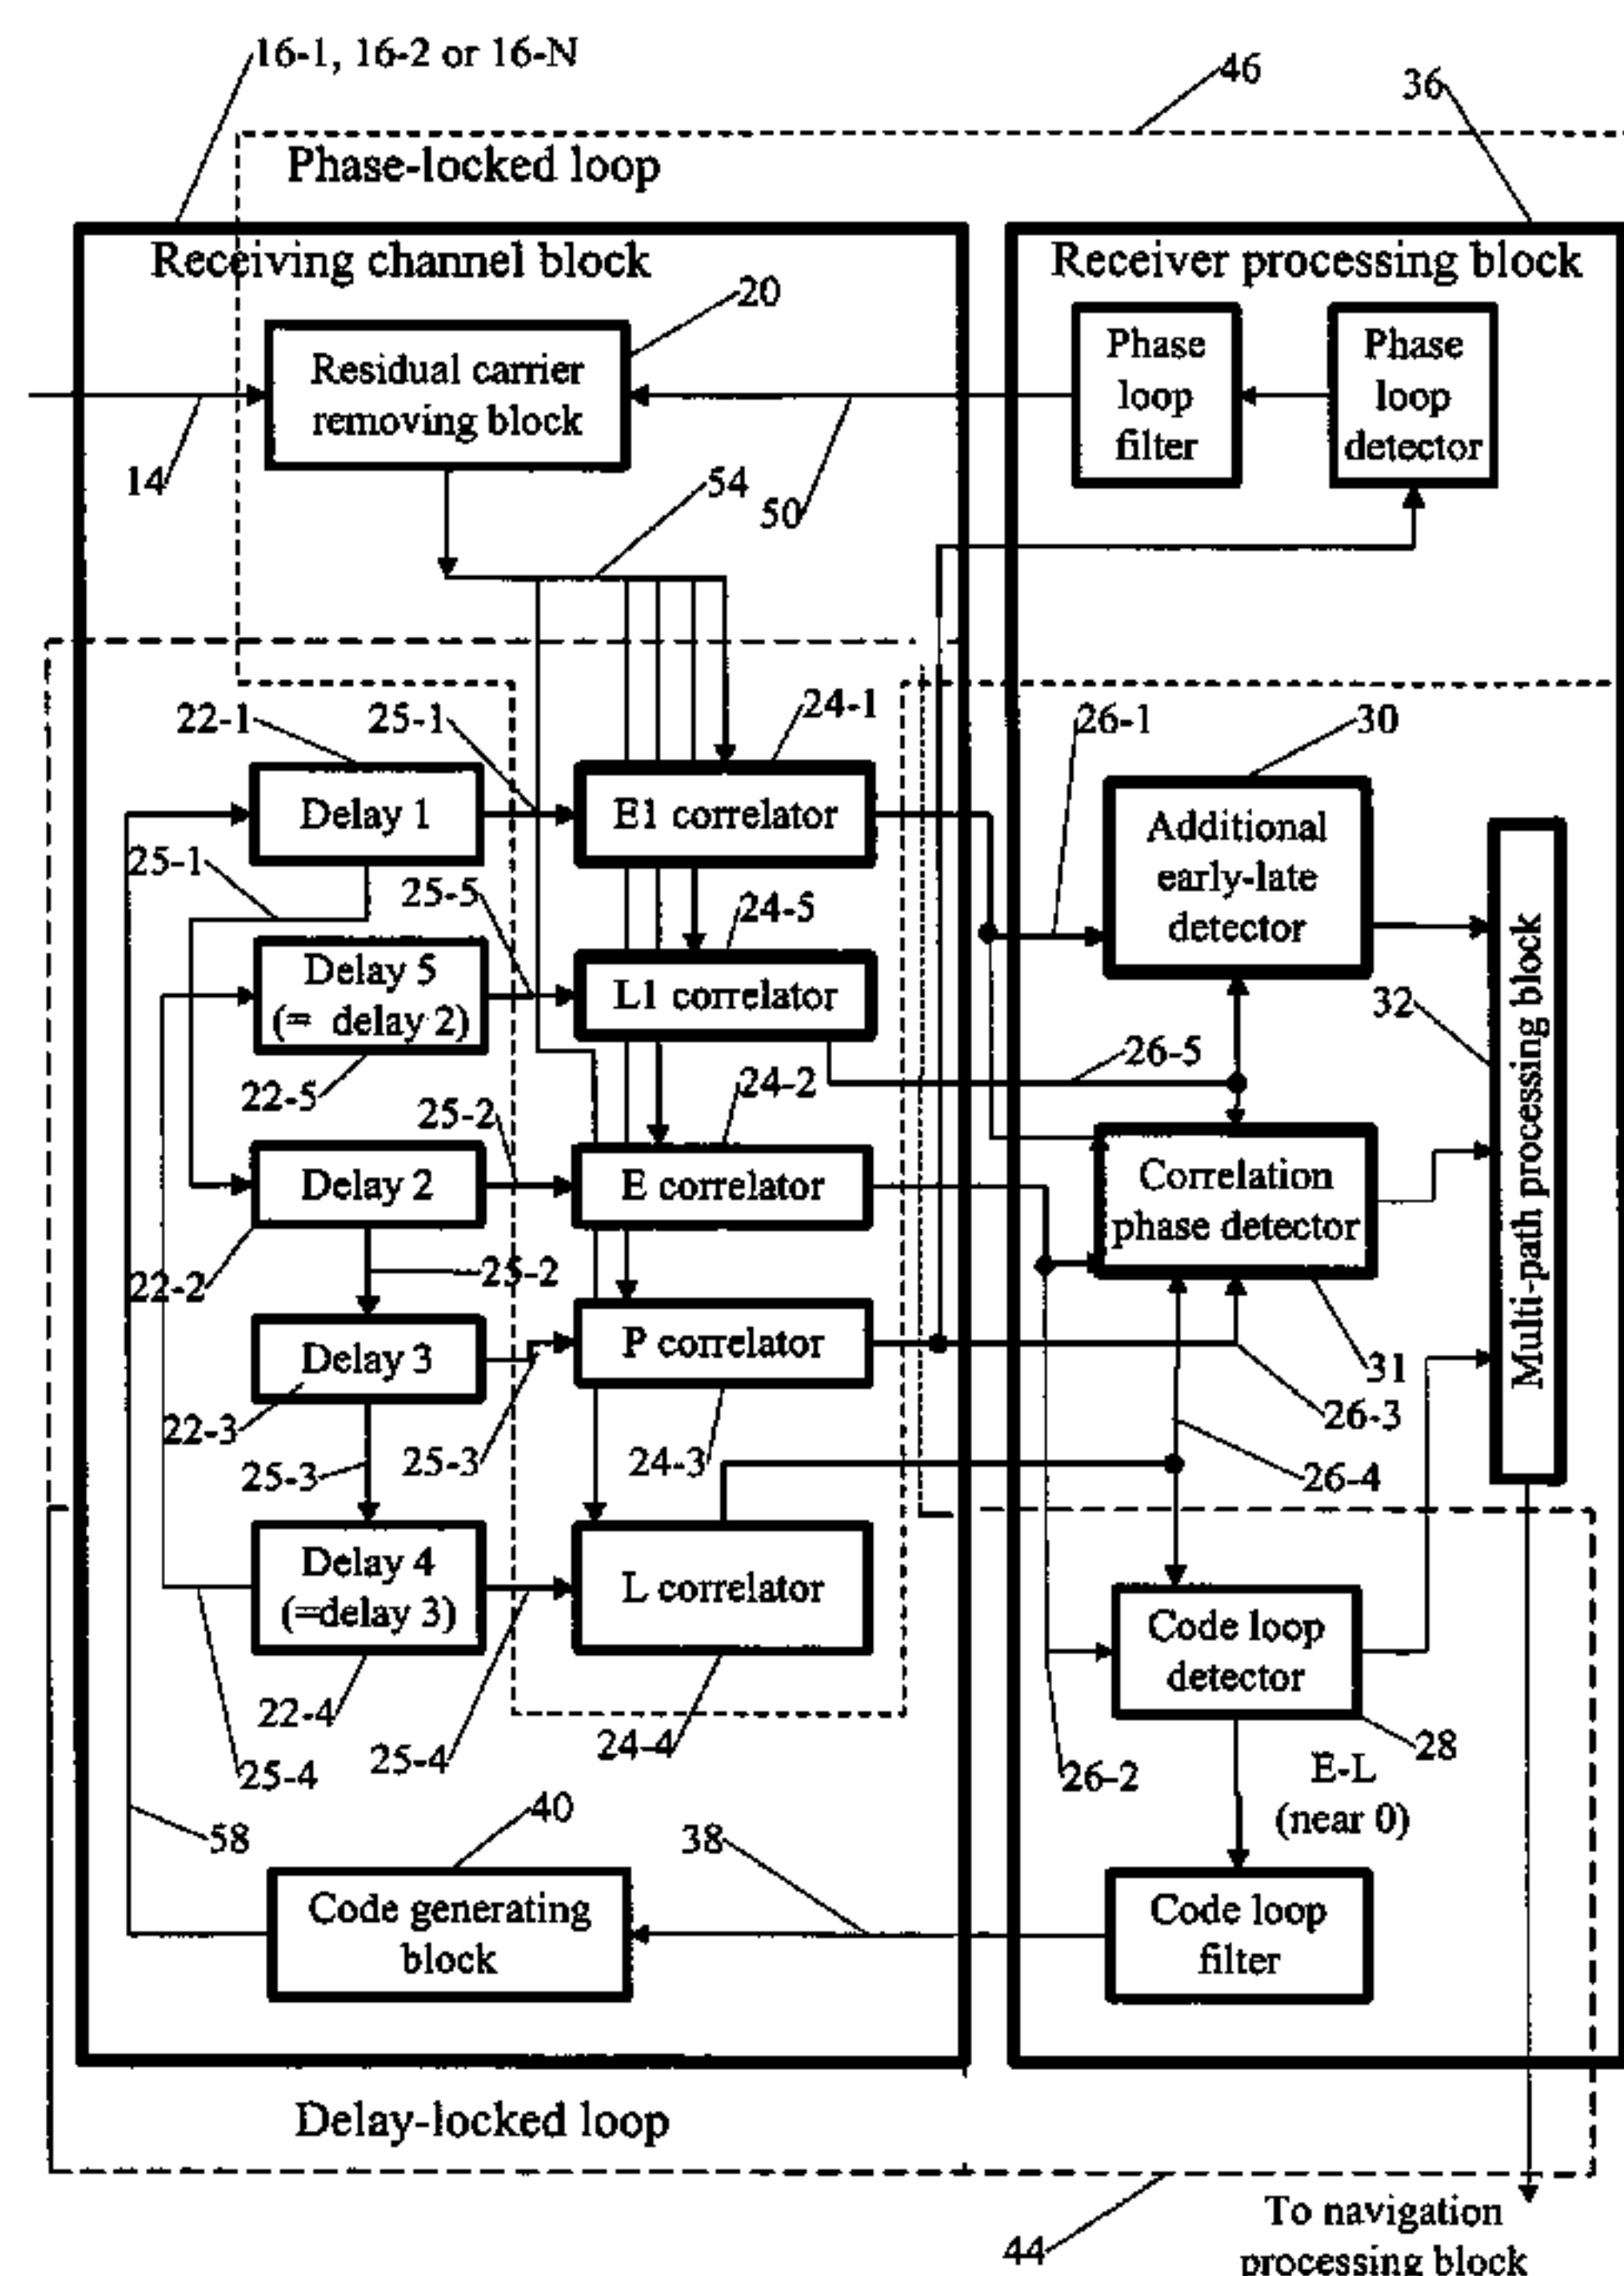 16-1, 16-2 or 16-N
46
36
Phase-locked loop
Receiving channel block
Receiver processing block
20
Residual carrier
removing block
Phase
loop
filter
Phase
loop
detector
14
54
50
22-1
25-1
24-1
26-1
30
Delay 1
E1 correlator
Additional
early-late
detector
25-1
25-5
24-5
Delay 5
(= delay 2)
L1 correlator
32
Multi-path processing block
26-5
22-5
24-2
25-2
Delay 2
E correlator
Correlation
phase detector
22-2
25-2
Delay 3
P correlator
31
22-3
26-3
25-3
25-3
24-3
26-4
Delay 4
(=delay 3)
L correlator
Code loop
detector
22-4
24-4
28
25-4
25-4
26-2
E-L
(near 0)
40
58
38
Code generating
block
Code loop
filter
Delay-locked loop
44
To navigation
processing block